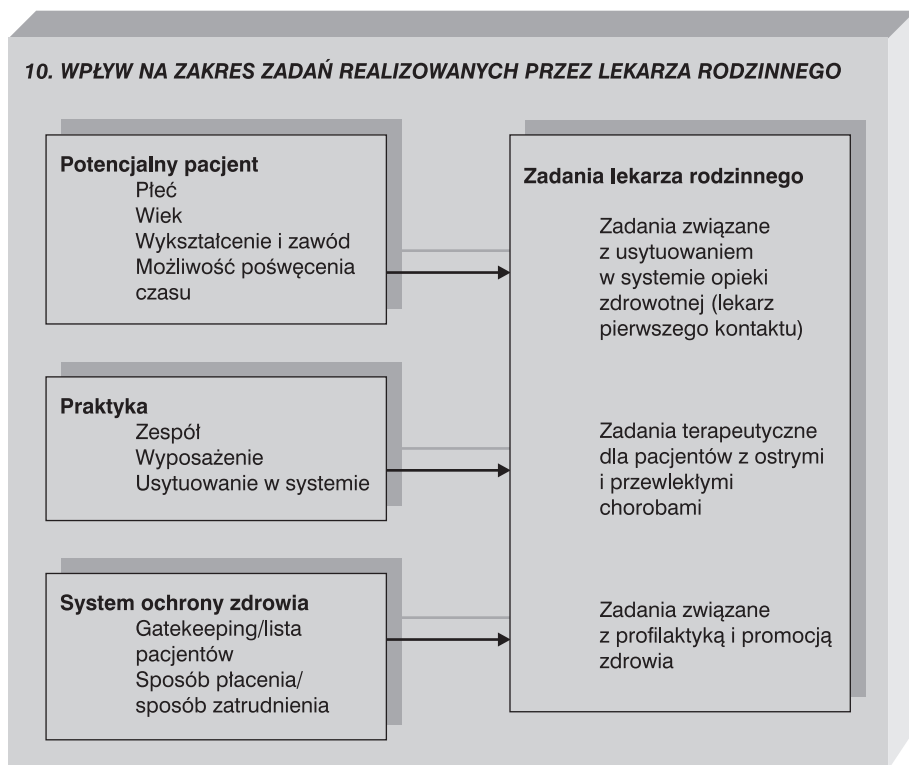 10. WPŁYW NA ZAKRES ZADAŃ REALIZOWANYCH PRZEZ LEKARZA RODZINNEGO
Potencjalny pacjent
Płeć
Wiek
Wykształcenie i zawód
Możliwość pośwęcenia
czasu
Praktyka
Zespół
Wyposażenie
Usytuowanie w systemie
System ochrony zdrowia
Gatekeeping/lista
pacjentów
Sposób płacenia/
sposób zatrudnienia
Zadania lekarza rodzinnego
Zadania związane
z usytuowaniem
w systemie opieki
zdrowotnej (lekarz
pierwszego kontaktu)
Zadania terapeutyczne
dla pacjentów z ostrymi
i przewlekłymi
chorobami
Zadania związane
z profilaktyką i promocją
zdrowia